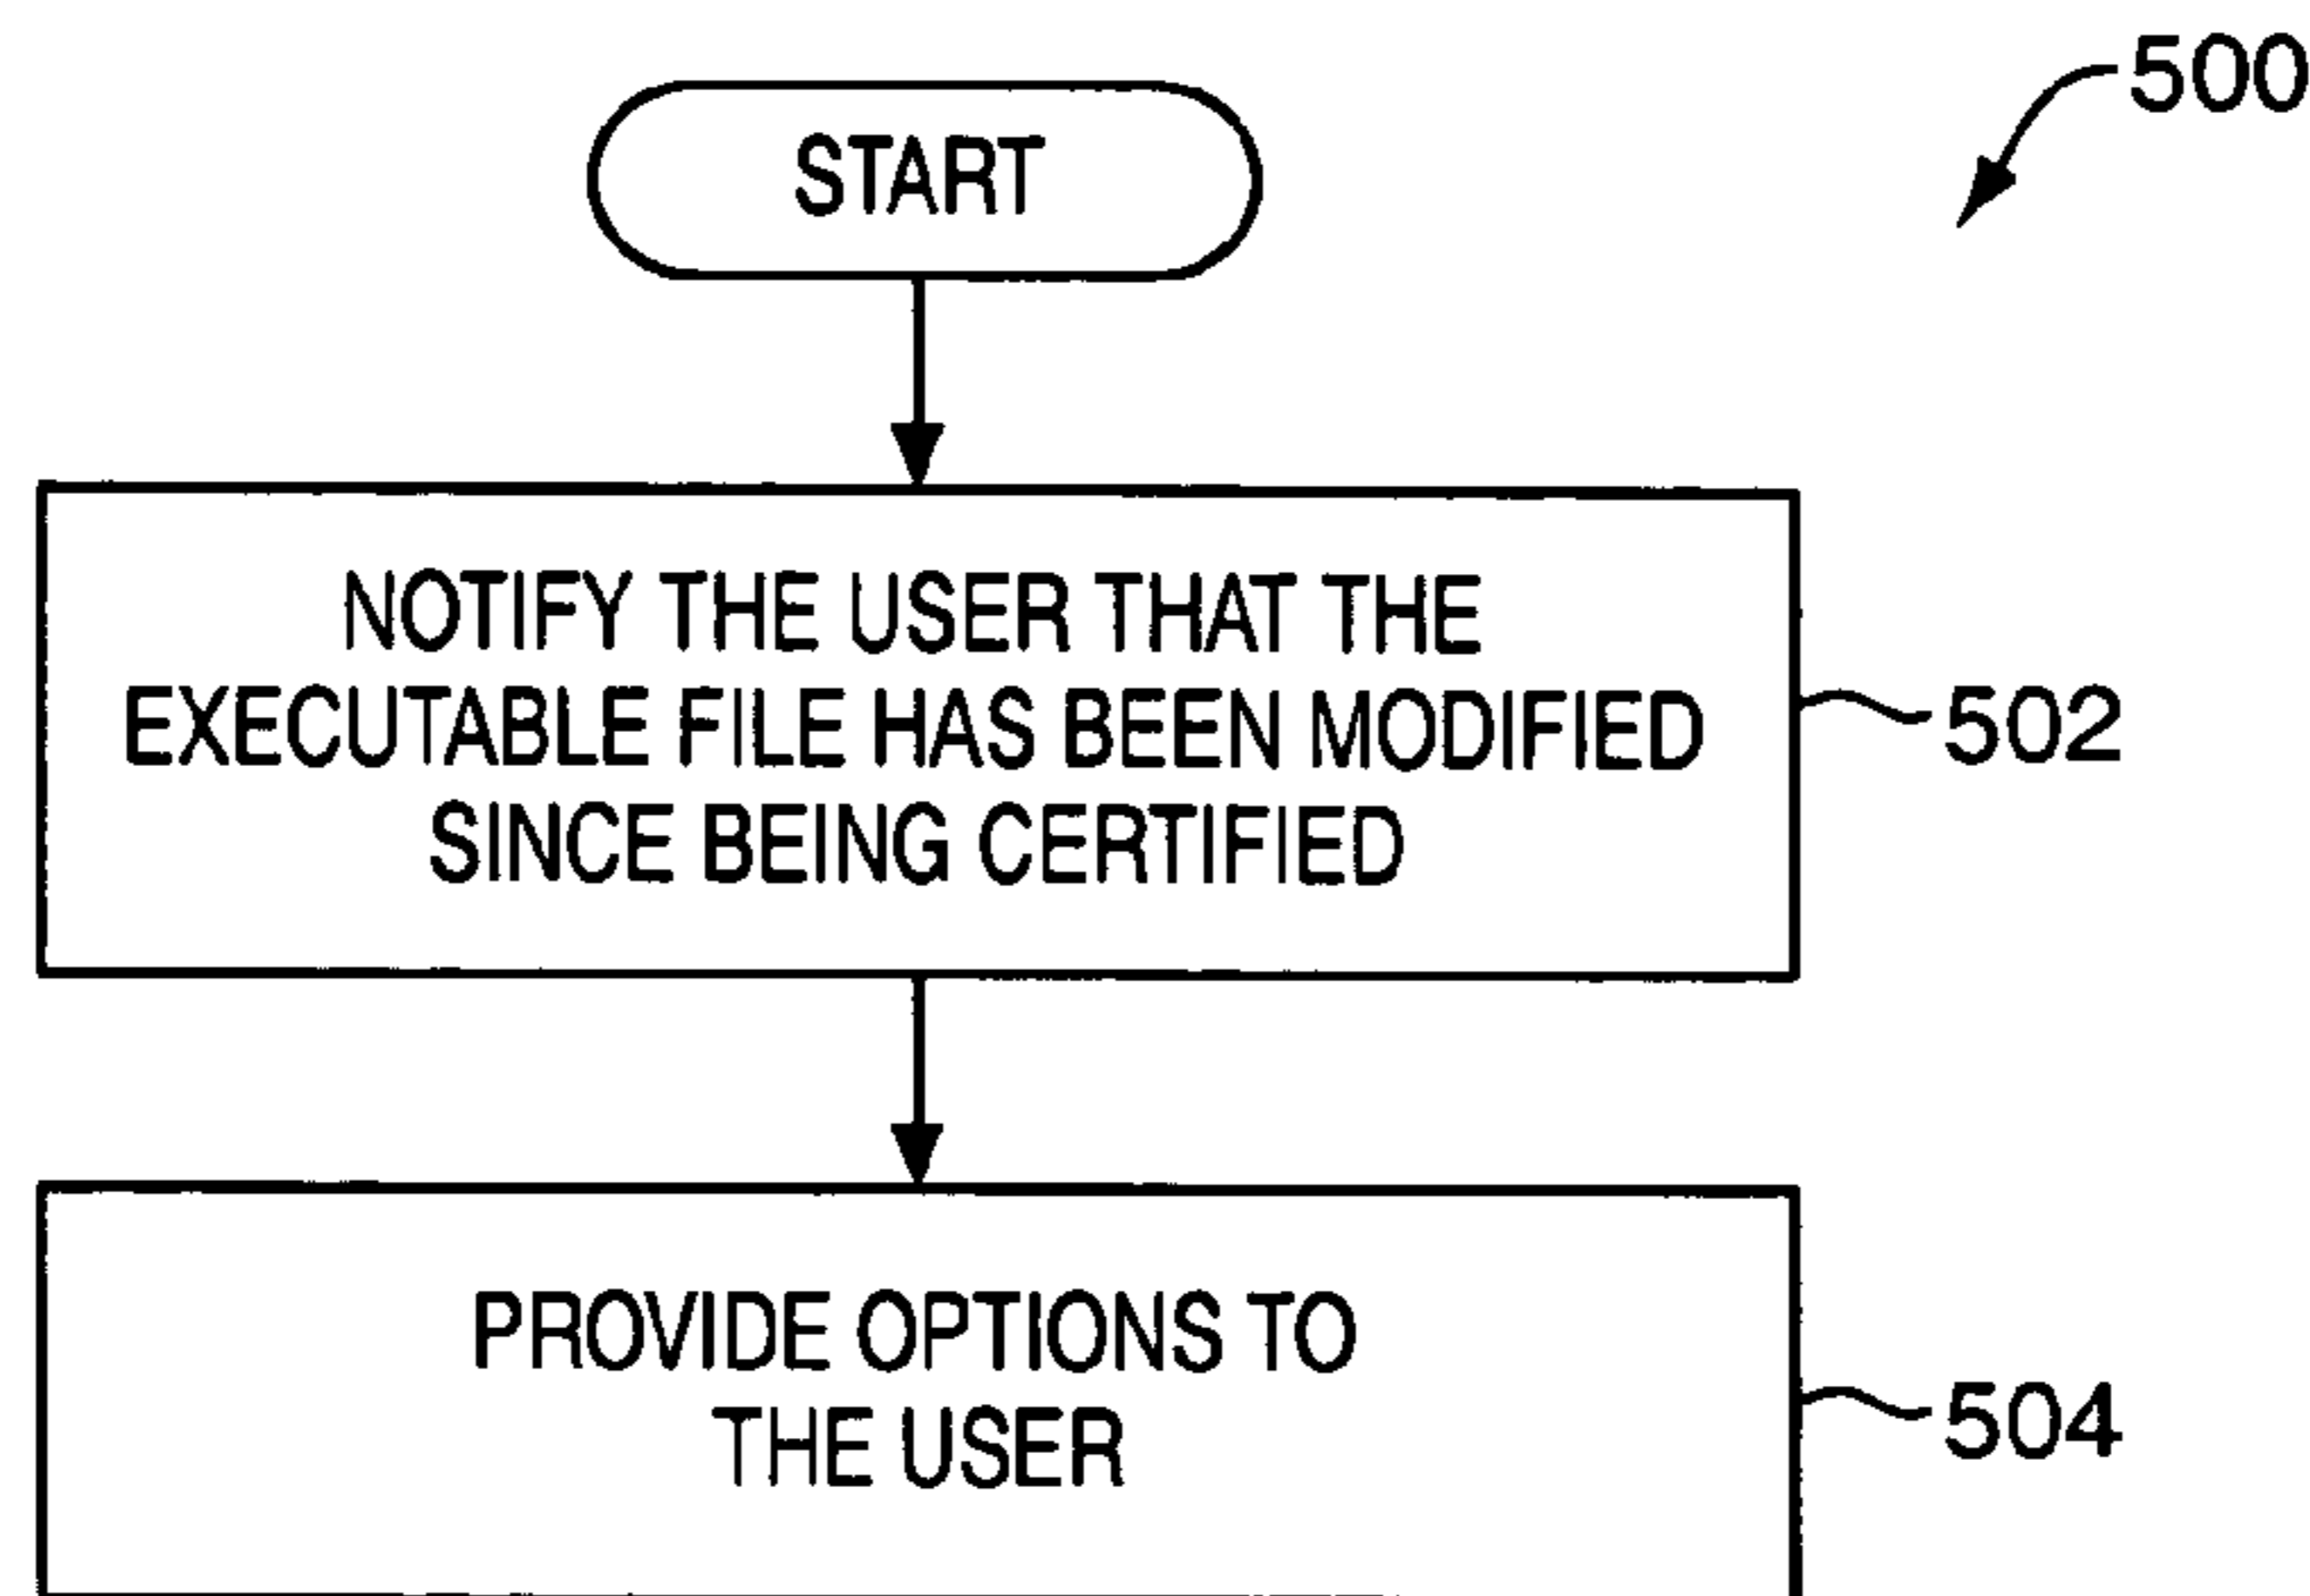 500
START
NOTIFY THE USER THAT THE
EXECUTABLE FILE HAS BEEN MODIFIED
SINCE BEING CERTIFIED
502
PROVIDE OPTIONS TO
THE USER
504